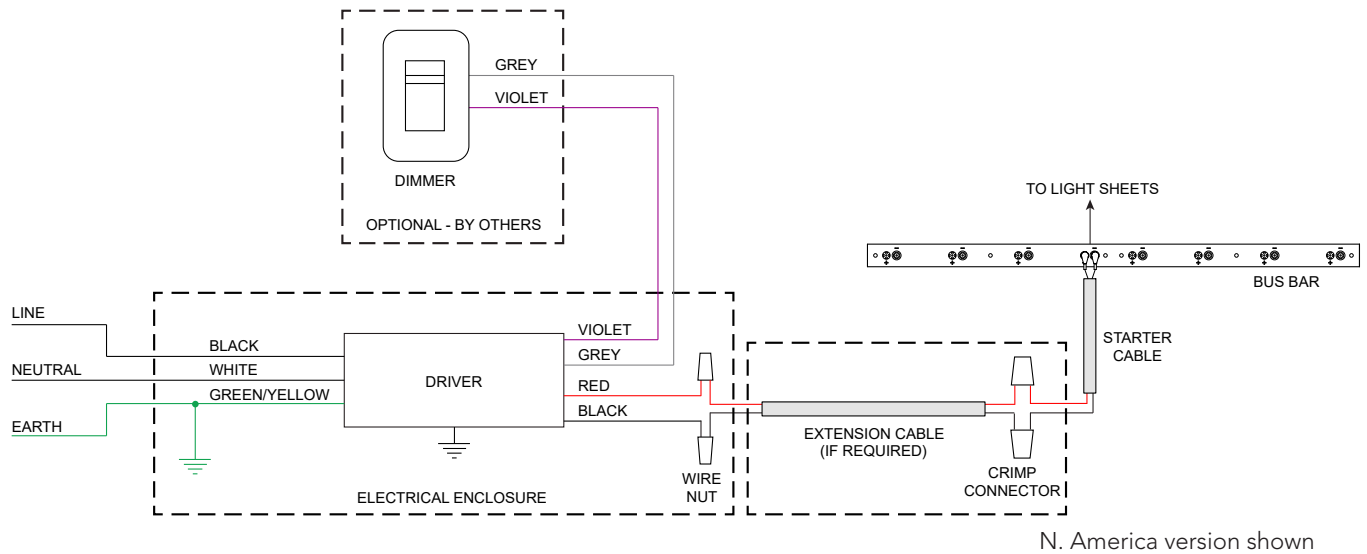 GREY
VIOLET
DIMMER
OPTIONAL - BY OTHERS
TO LIGHT SHEETS
BUS BAR
STARTER
CABLE
LINE
NEUTRAL
EARTH
BLACK
WHITE
GREEN/YELLOW
DRIVER
VIOLET
GREY
RED
BLACK
WIRE
NUT
ELECTRICAL ENCLOSURE
EXTENSION CABLE
(IF REQUIRED)
CRIMP
CONNECTOR
N. America version shown